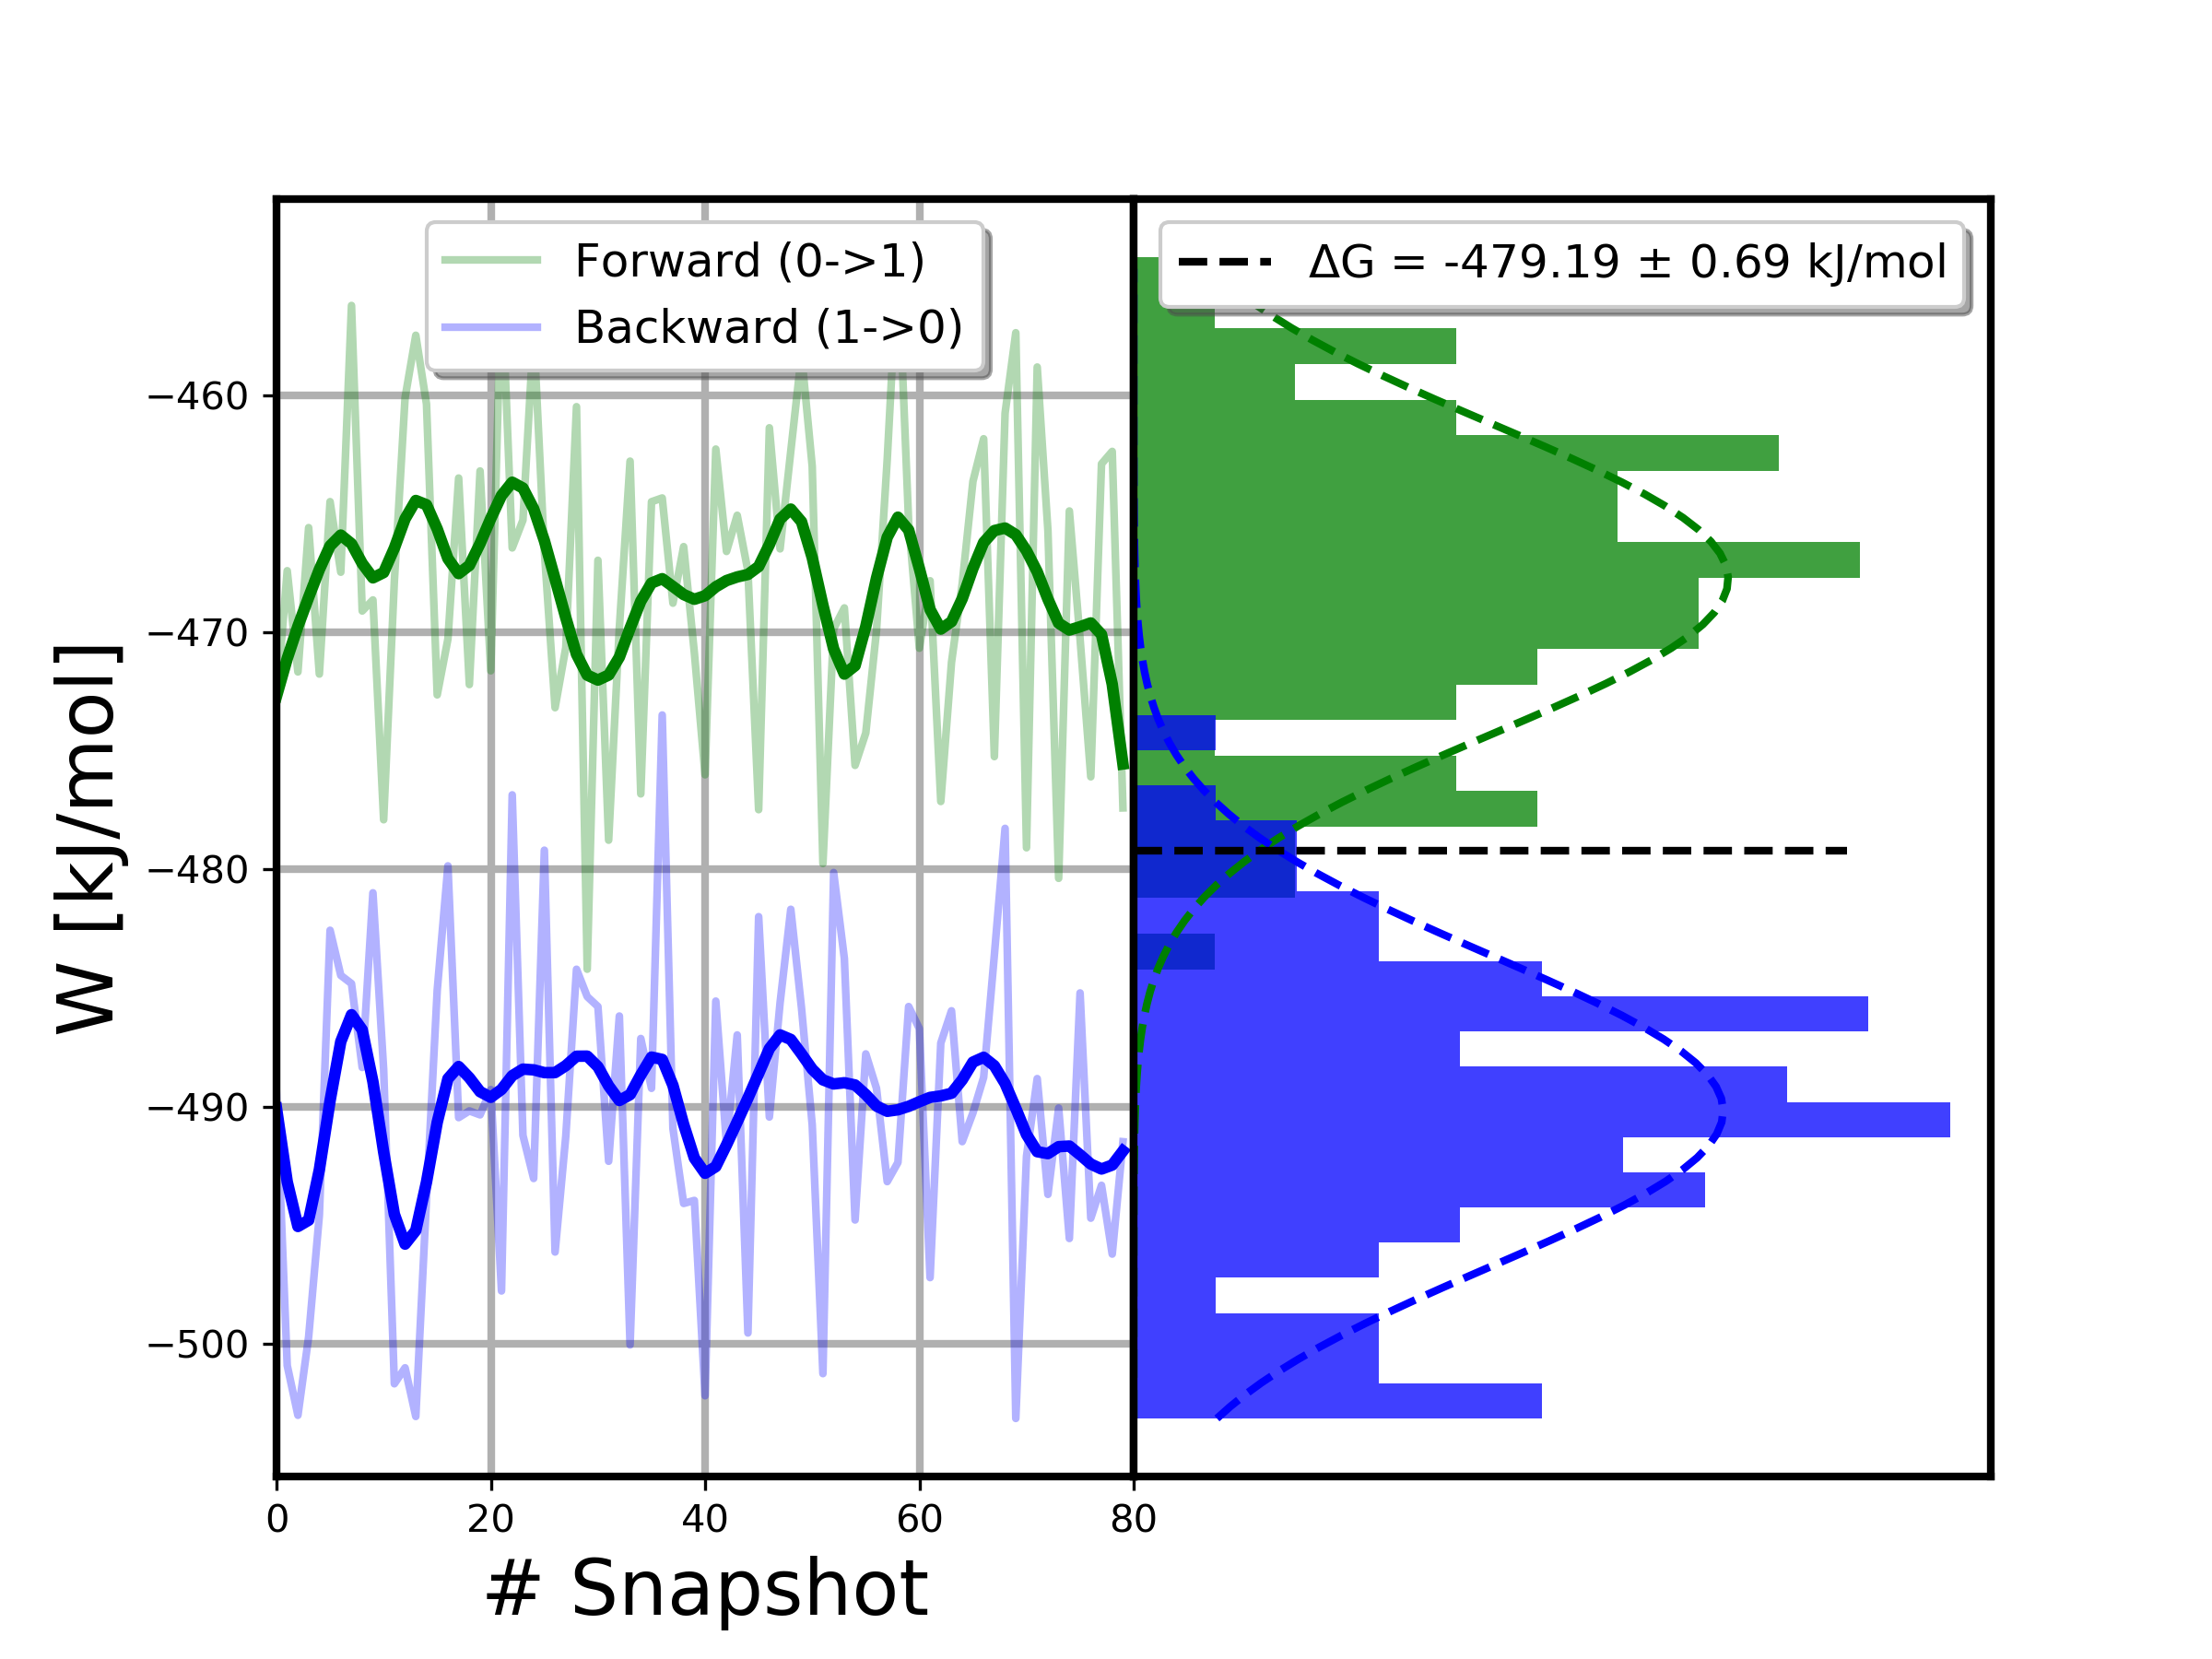 Forward (0->1)
Backward (1->0)
ΔG = -479.19 ± 0.69 kJ/mol
−460
−470
−480
−490
−500
W [kJ/mol]
0 20 40 60 80
# Snapshot